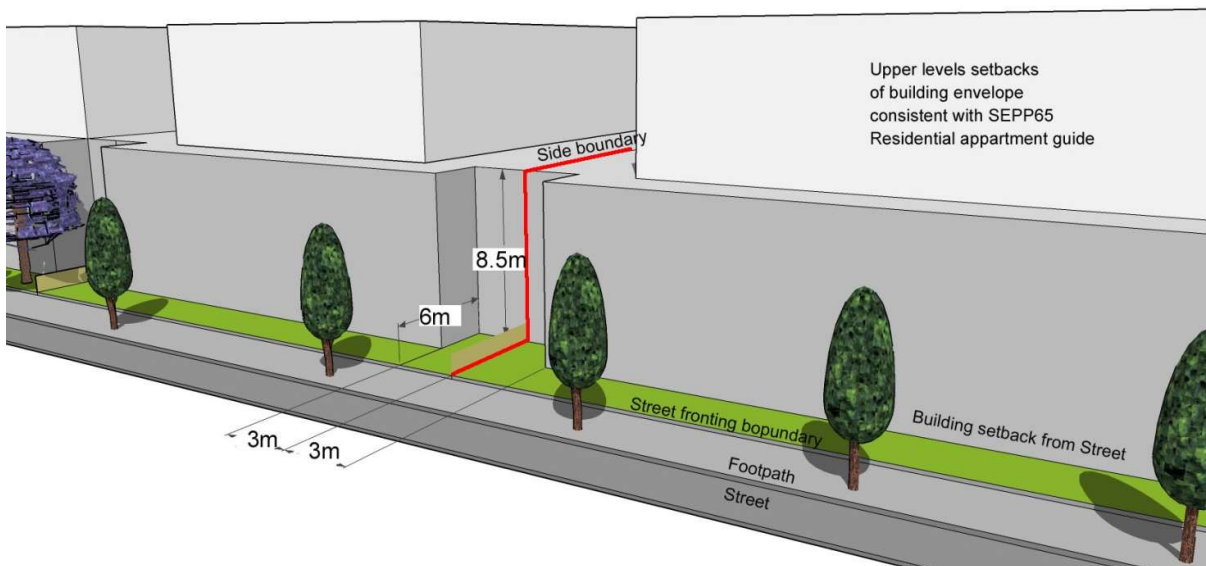 Upper levels setbacks
of building envelope
consistent with SEPP65
Residential appartment guide
Side boundary
8.5m
6m
3m
3m
Street fronting bopundary
Building setback from Street
Footpath
Street